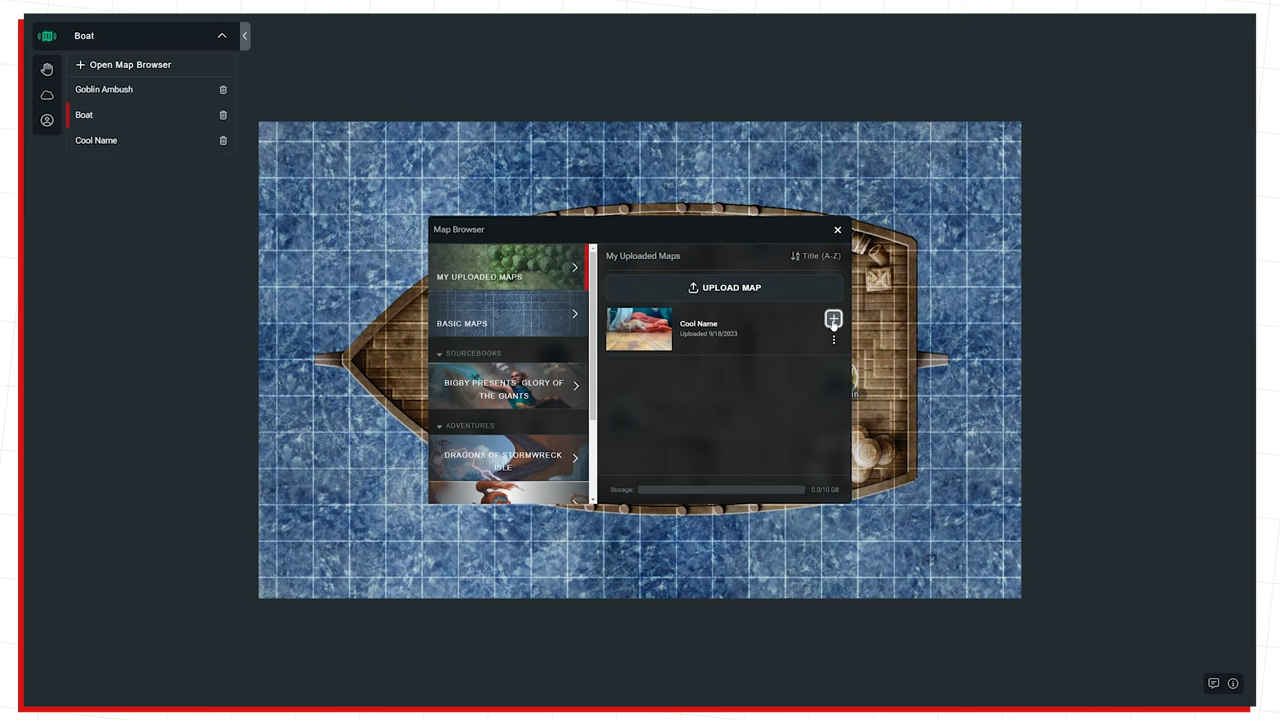 Boat
Open Map Browser
Goblin Ambush
Boat
Cool Name
Map Browser
MY UPLOADED MAPS
BASIC MAPS
SOURCEBOOKS
BIGBY PRESENTS: GLORY OF
THE GIANTS
ADVENTURES
DRAGONS OF STORMWRECK
ISLE
My Uploaded Maps
Title (A-Z)
UPLOAD MAP
Cool Name
Uploaded 9/18/2023
Storage:
0.0/10 GB